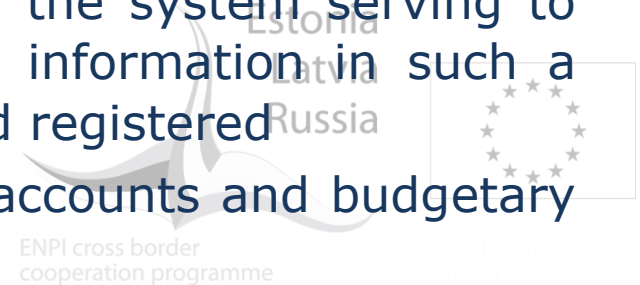 the system serving to
Estonia
information in such a
Latvia
d registered
Russia
accounts and budgetary
ENPI cross border
cooperation programme